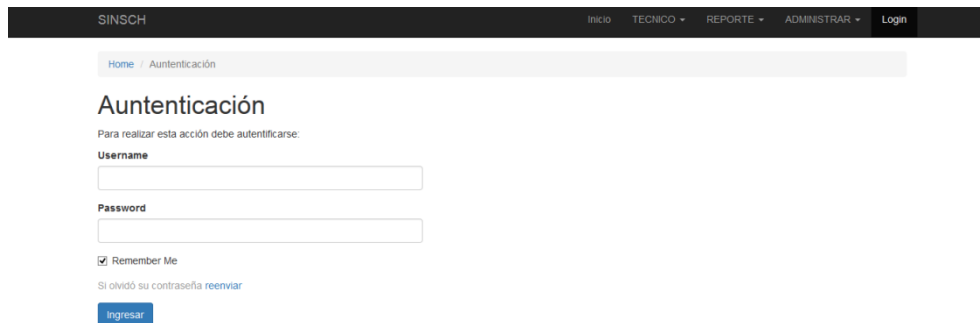 SINSCH Inicio TECNICO REPORTE ADMINISTRAR Login
Home / Auntenticación
Auntenticación
Para realizar esta acción debe autentificarse:
Username
Password
Remember Me
Si olvidó su contraseña reenviar
Ingresar